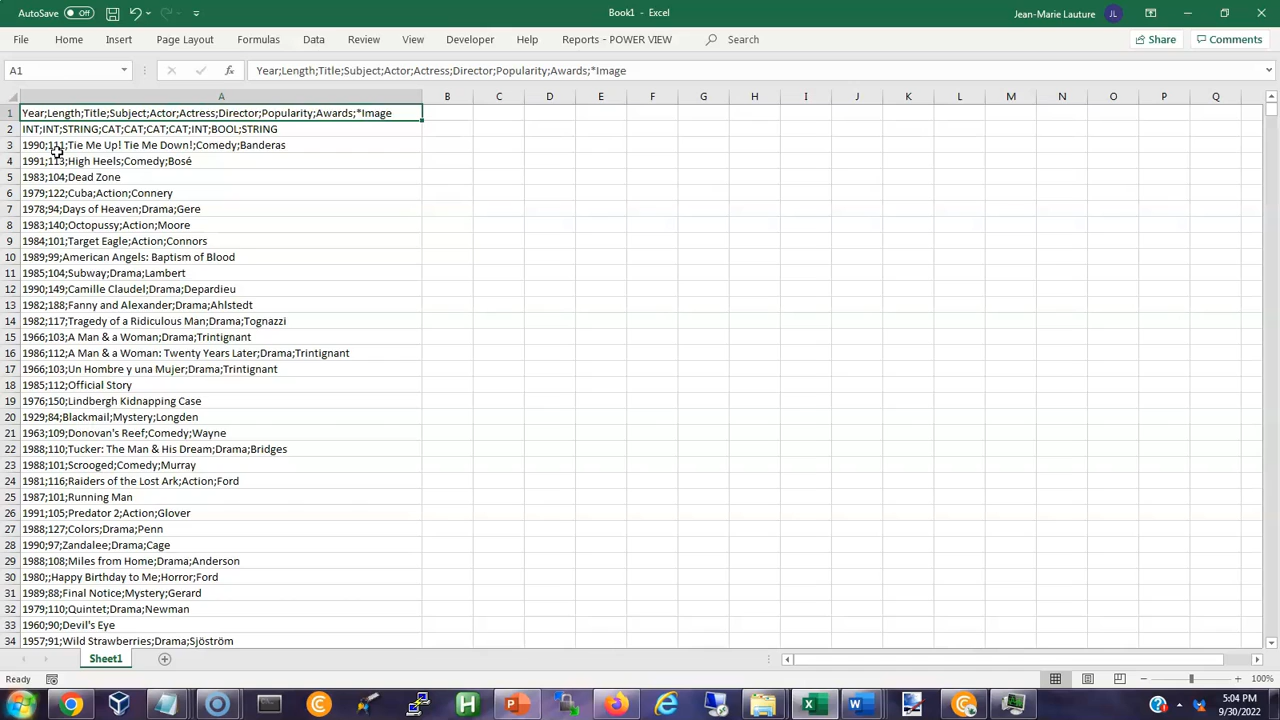 AutoSave Off Book1 - Excel Jean-Marie Lauture JL
File Home Insert Page Layout Formulas Data Review View Developer Help Reports - POWER VIEW Search Share Comments
A1 fx Year;Length;Title;Subject;Actor;Actress;Director;Popularity;Awards;*Image
A B C D E F G H I J K L M N O P Q
1 Year;Length;Title;Subject;Actor;Actress;Director;Popularity;Awards;*Image
2 INT;INT;STRING;CAT;CAT;CAT;CAT;INT;BOOL;STRING
3 1990;111;Tie Me Up! Tie Me Down!;Comedy;Banderas
4 1991;113;High Heels;Comedy;Bosé
5 1983;104;Dead Zone
6 1979;122;Cuba;Action;Connery
7 1978;94;Days of Heaven;Drama;Gere
8 1983;140;Octopussy;Action;Moore
9 1984;101;Target Eagle;Action;Connors
10 1989;99;American Angels: Baptism of Blood
11 1985;104;Subway;Drama;Lambert
12 1990;149;Camille Claudel;Drama;Depardieu
13 1982;188;Fanny and Alexander;Drama;Ahlstedt
14 1982;117;Tragedy of a Ridiculous Man;Drama;Tognazzi
15 1966;103;A Man & a Woman;Drama;Trintignant
16 1986;112;A Man & a Woman: Twenty Years Later;Drama;Trintignant
17 1966;103;Un Hombre y una Mujer;Drama;Trintignant
18 1985;112;Official Story
19 1976;150;Lindbergh Kidnapping Case
20 1929;84;Blackmail;Mystery;Longden
21 1963;109;Donovan's Reef;Comedy;Wayne
22 1988;110;Tucker: The Man & His Dream;Drama;Bridges
23 1988;101;Scrooged;Comedy;Murray
24 1981;116;Raiders of the Lost Ark;Action;Ford
25 1987;101;Running Man
26 1991;105;Predator 2;Action;Glover
27 1988;127;Colors;Drama;Penn
28 1990;97;Zandalee;Drama;Cage
29 1988;108;Miles from Home;Drama;Anderson
30 1980;;Happy Birthday to Me;Horror;Ford
31 1989;88;Final Notice;Mystery;Gerard
32 1979;110;Quintet;Drama;Newman
33 1960;90;Devil's Eye
34 1957;91;Wild Strawberries;Drama;Sjöström
Sheet1
Ready 100%
5:04 PM
9/30/2022